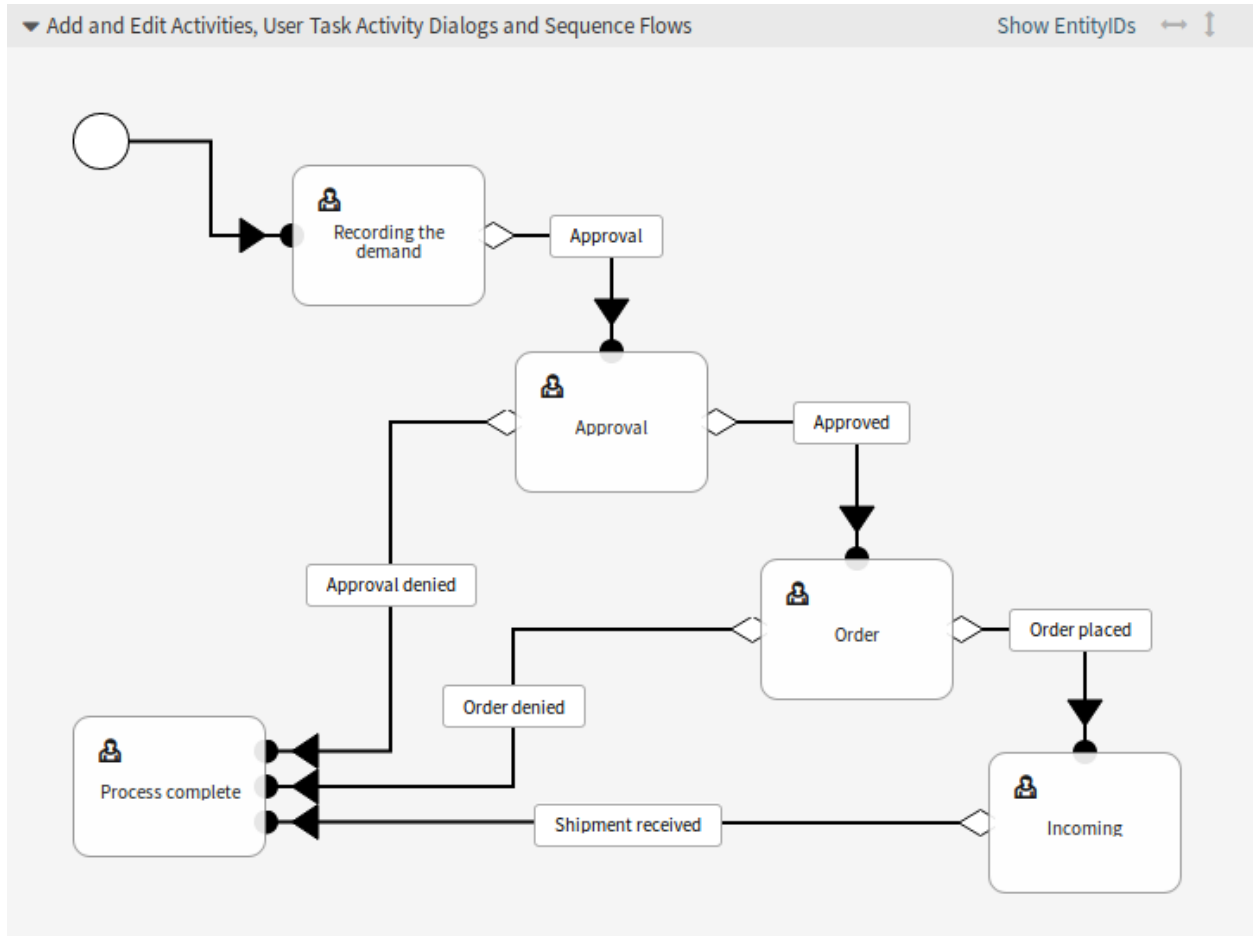 Add and Edit Activities, User Task Activity Dialogs and Sequence Flows
Show EntityIDs
Recording the
demand
Approval
Approval
Approved
Approval denied
Order
Order placed
Order denied
Process complete
Shipment received
Incoming